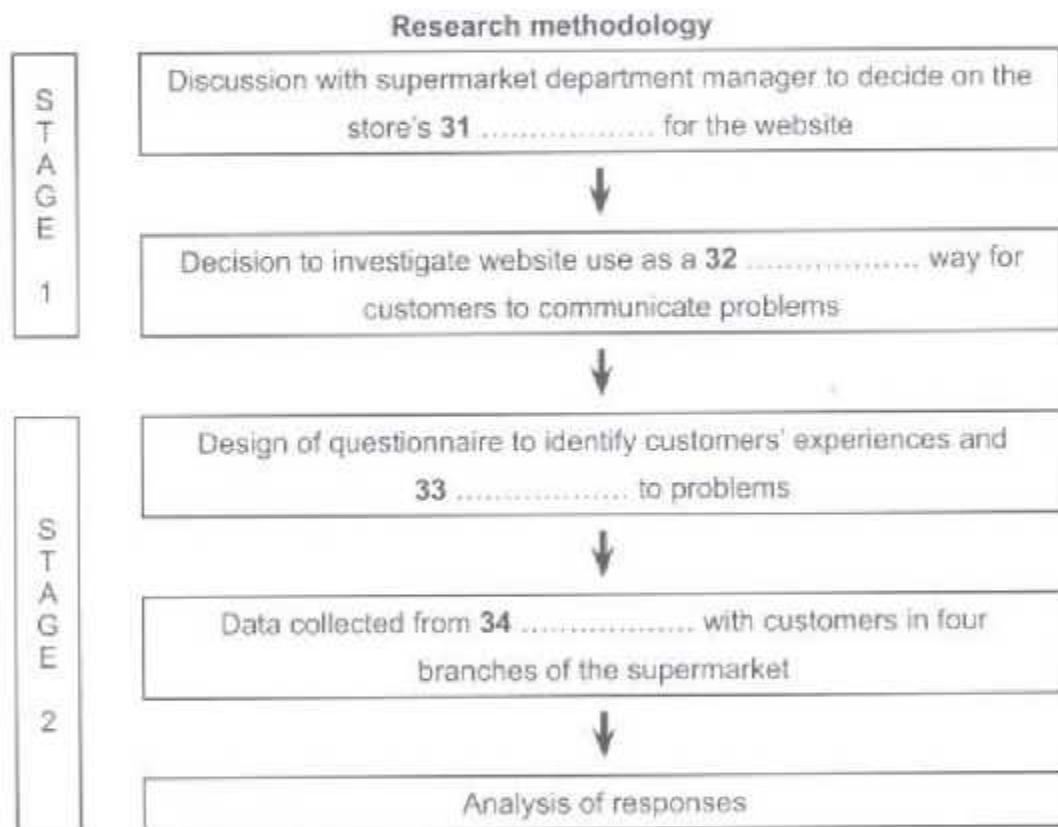 Research methodology
STAGE 1
Discussion with supermarket department manager to decide on the
store's 31 .................. for the website
Decision to investigate website use as a 32 .................. way for
customers to communicate problems
STAGE 2
Design of questionnaire to identify customers' experiences and
33 .................. to problems
Data collected from 34 .................. with customers in four
branches of the supermarket
Analysis of responses